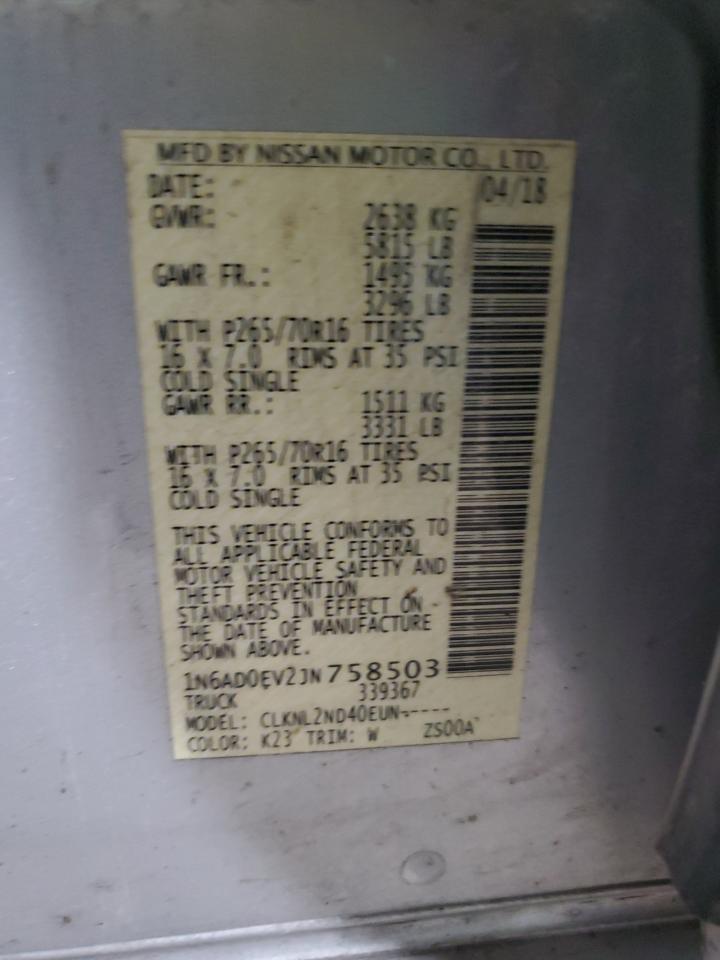 MFD BY NISSAN MOTOR CO., LTD.
DATE: 04/18
GVWR: 2638 KG
5815 LB
GAWR FR.: 1495 KG
3296 LB
WITH P265/70R16 TIRES
16 X 7.0 RIMS AT 35 PSI
COLD SINGLE
GAWR RR.: 1511 KG
3331 LB
WITH P265/70R16 TIRES
16 X 7.0 RIMS AT 35 PSI
COLD SINGLE
THIS VEHICLE CONFORMS TO
ALL APPLICABLE FEDERAL
MOTOR VEHICLE SAFETY AND
THEFT PREVENTION
STANDARDS IN EFFECT ON
THE DATE OF MANUFACTURE
SHOWN ABOVE.
1N6AD0EV2JN758503
TRUCK 339367
MODEL: CLKNL2ND40EUN-----
COLOR: K23 TRIM: W ZS00A